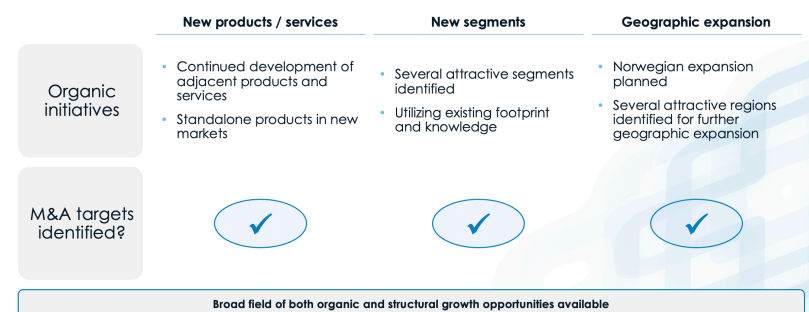 New products / services
New segments
Geographic expansion
Organic
initiatives
• Continued development of
adjacent products and
services
• Standalone products in new
markets
• Several attractive segments
identified
• Utilizing existing footprint
and knowledge
• Norwegian expansion
planned
• Several attractive regions
identified for further
geographic expansion
M&A targets
identified?
✓
✓
✓
Broad field of both organic and structural growth opportunities available